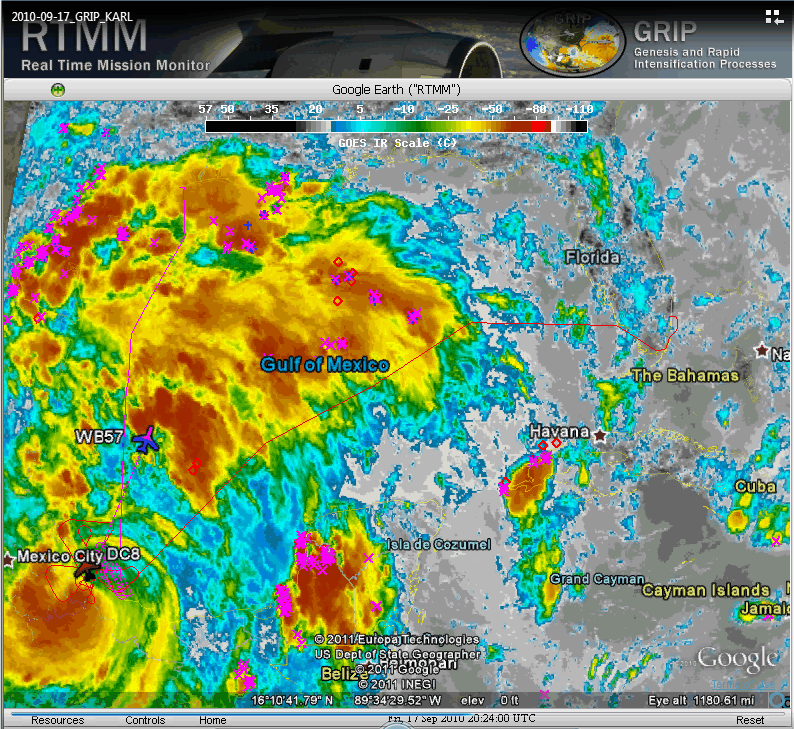 2010-09-17_GRIP_KARL
RTMM
Real Time Mission Monitor
GRIP
GRIP
Genesis and Rapid
Intensification Processes
Google Earth ("RTMM")
57 50 35 20 5 -10 -25 -50 -80 -110
GOES IR Scale (C)
Florida
Gulf of Mexico
Na
The Bahamas
WB57
Havana
Cuba
Mexico City DC8
Isla de Cozumel
Grand Cayman
Cayman Islands
Jamaic
© 2011 Europa Technologies
US Dept of State Geographer
Belmopan
© 2011 Google
Belize
© 2011 INEGI
Google
16°10'41.79" N 89°34'29.52" W elev 0 ft Eye alt 1180.61 mi
Resources Controls Home Fri, 17 Sep 2010 20:24:00 UTC Reset